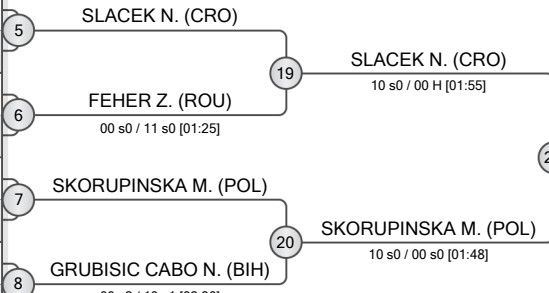 SLACEK N. (CRO)
5
19
SLACEK N. (CRO)
10 s0 / 00 H [01:55]
FEHER Z. (ROU)
6
00 s0 / 11 s0 [01:25]
SKORUPINSKA M. (POL)
7
20
SKORUPINSKA M. (POL)
10 s0 / 00 s0 [01:48]
GRUBISIC CABO N. (BIH)
8